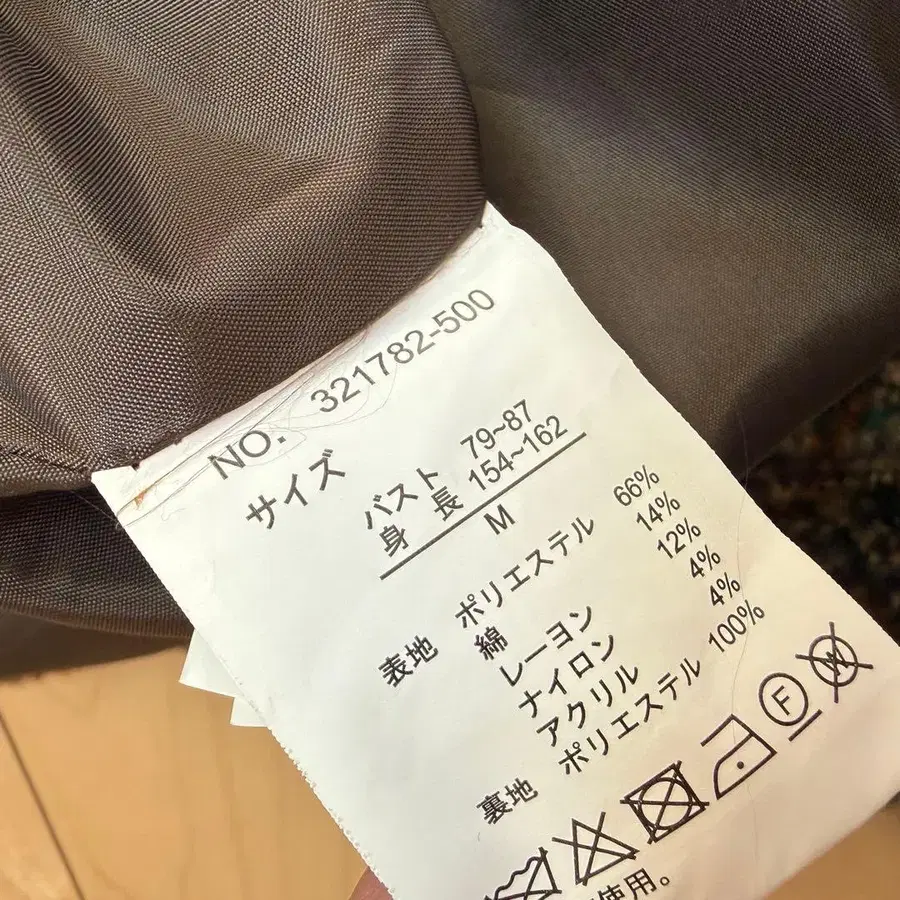 NO. 321782-500
サイズ
バスト 79~87
身 長 154~162
M
表地 ポリエステル 66%
綿 14%
レーヨン 12%
ナイロン 4%
アクリル 4%
裏地 ポリエステル 100%
F W
使用。